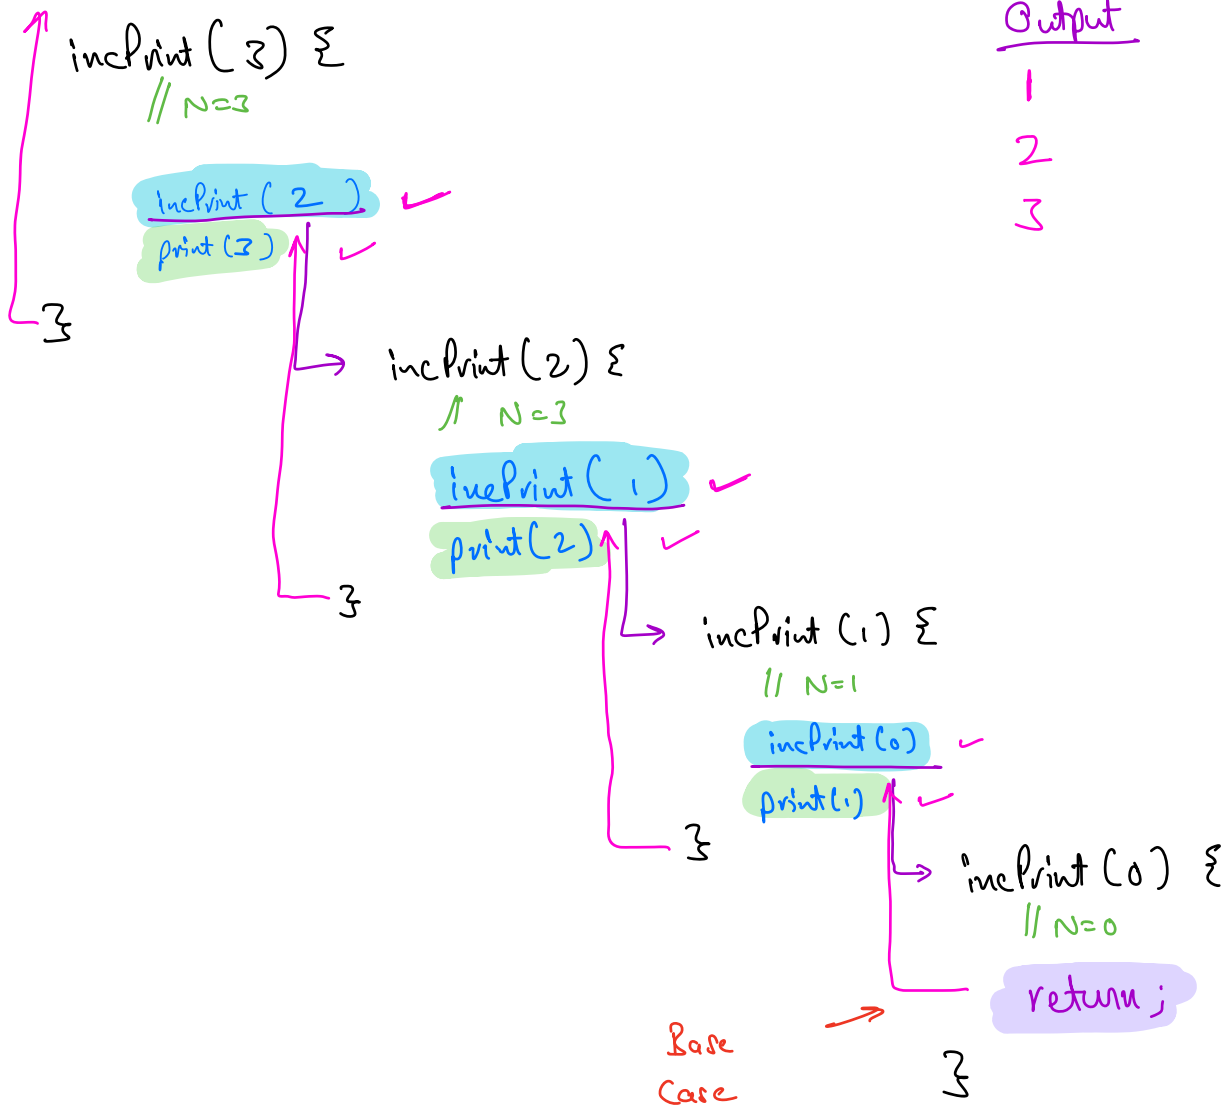 incPrint(3) {
// N=3
incPrint(2)
print(3)
}
Output
1
2
3
incPrint(2) {
// N=3
incPrint(1)
print(2)
}
incPrint(1) {
// N=1
incPrint(0)
print(1)
}
incPrint(0) {
// N=0
return;
}
Base
Case